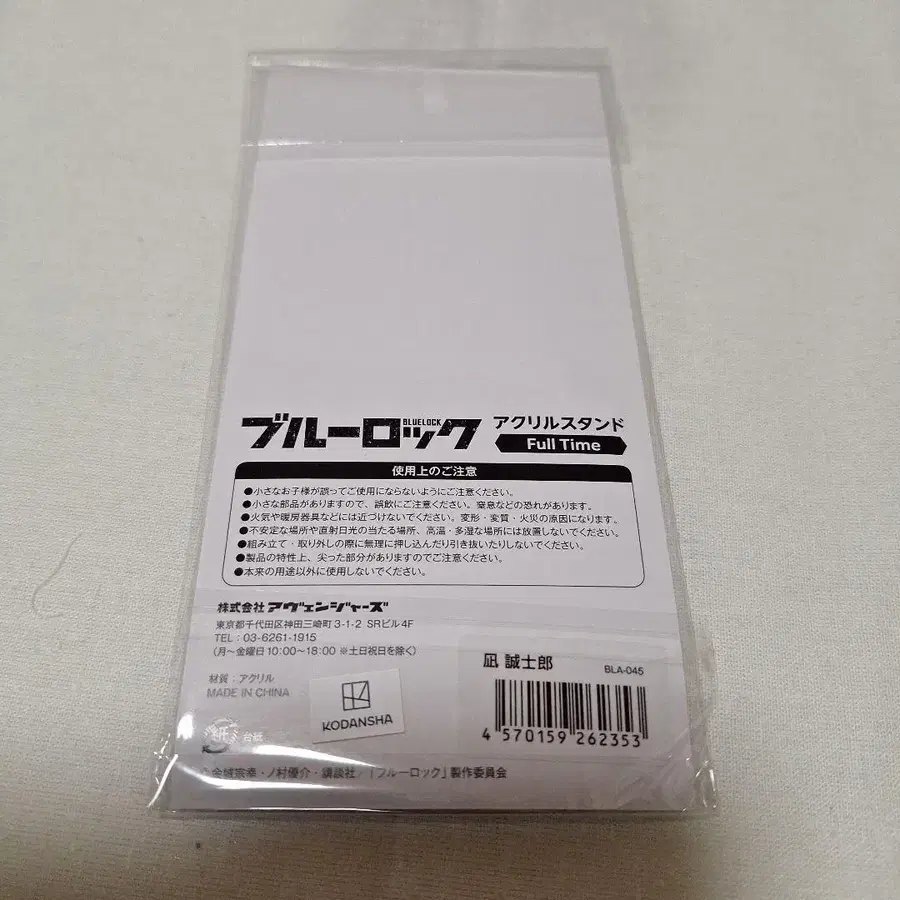 ブルーロック
BLUELOCK
アクリルスタンド
Full Time
使用上のご注意
●小さなお子様が誤ってご使用にならないようにご注意ください。
●小さな部品がありますので、誤飲にご注意ください。窒息などの恐れがあります。
●火気や暖房器具などには近づけないでください。変形・変質・火災の原因になります。
●不安定な場所や直射日光の当たる場所、高温・多湿な場所には放置しないでください。
●組み立て・取り外しの際に無理に押し込んだり引き抜いたりしないでください。
●製品の特性上、尖った部分がありますのでご注意ください。
●本来の用途以外に使用しないでください。
株式会社アヴェンジャーズ
東京都千代田区神田三崎町3-1-2 SRビル4F
TEL：03-6261-1915
（月〜金曜日10:00〜18:00 ※土日祝日を除く）
材質：アクリル
MADE IN CHINA
紙 台紙
KODANSHA
凪 誠士郎
BLA-045
4 570159 262353
金城宗幸・ノ村優介・講談社／「ブルーロック」製作委員会